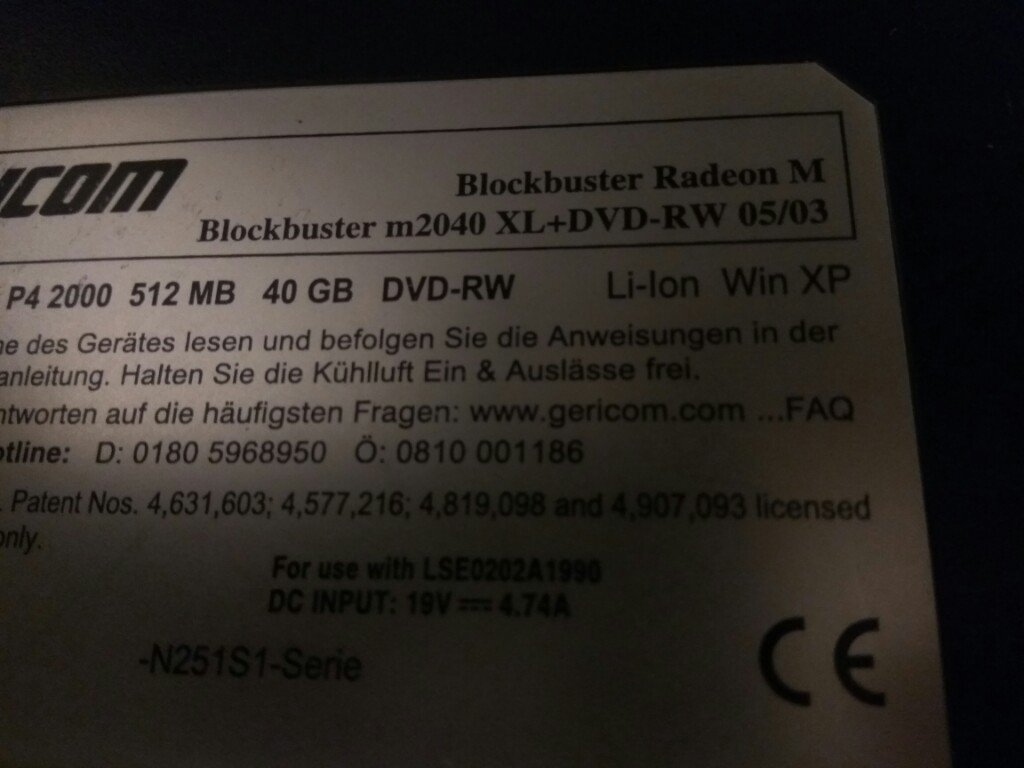 Blockbuster Radeon M
Blockbuster m2040 XL+DVD-RW 05/03
P4 2000 512 MB 40 GB DVD-RW Li-Ion Win XP
des Gerätes lesen und befolgen Sie die Anweisungen in der
anleitung. Halten Sie die Kühlluft Ein & Auslässe frei.
ntworten auf die häufigsten Fragen: www.gericom.com ...FAQ
otline: D: 0180 5968950 Ö: 0810 001186
. Patent Nos. 4,631,603; 4,577,216; 4,819,098 and 4,907,093 licensed
only.
For use with LSE0202A1990
DC INPUT: 19V ⎓ 4.74A
-N251S1-Serie
CE